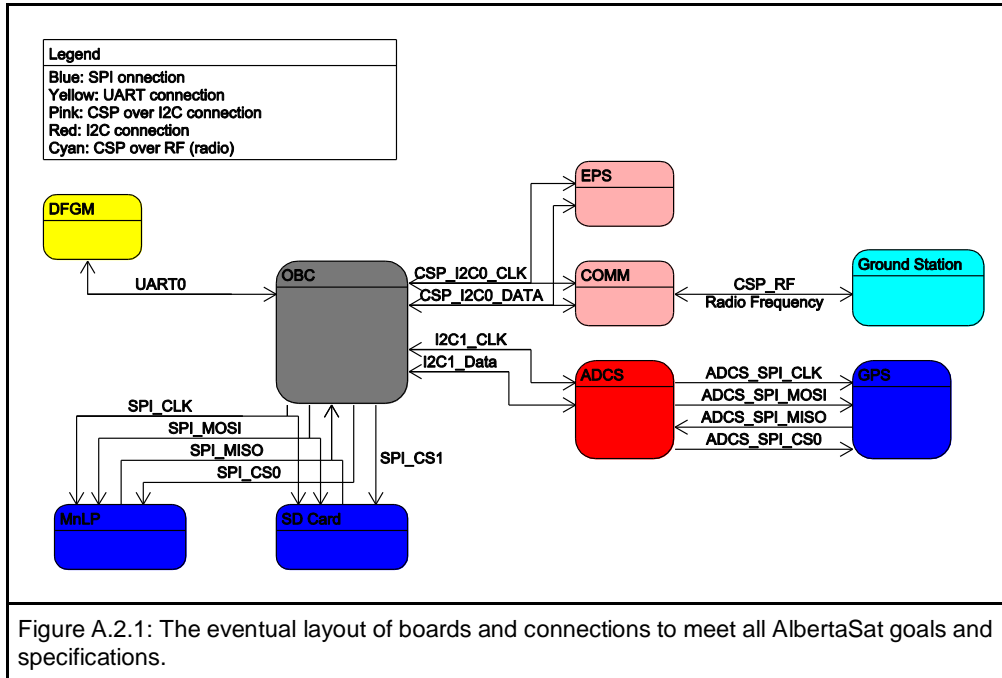 Legend
Blue: SPI onnection
Yellow: UART connection
Pink: CSP over I2C connection
Red: I2C connection
Cyan: CSP over RF (radio)
EPS
DFGM
OBC
CSP_I2C0_CLK
COMM
Ground Station
UART0
CSP_I2C0_DATA
CSP_RF
Radio Frequency
I2C1_CLK
I2C1_Data
ADCS
ADCS_SPI_CLK
GPS
ADCS_SPI_MOSI
ADCS_SPI_MISO
ADCS_SPI_CS0
SPI_CLK
SPI_MOSI
SPI_MISO
SPI_CS0
SPI_CS1
MnLP
SD Card
Figure A.2.1: The eventual layout of boards and connections to meet all AlbertaSat goals and
specifications.